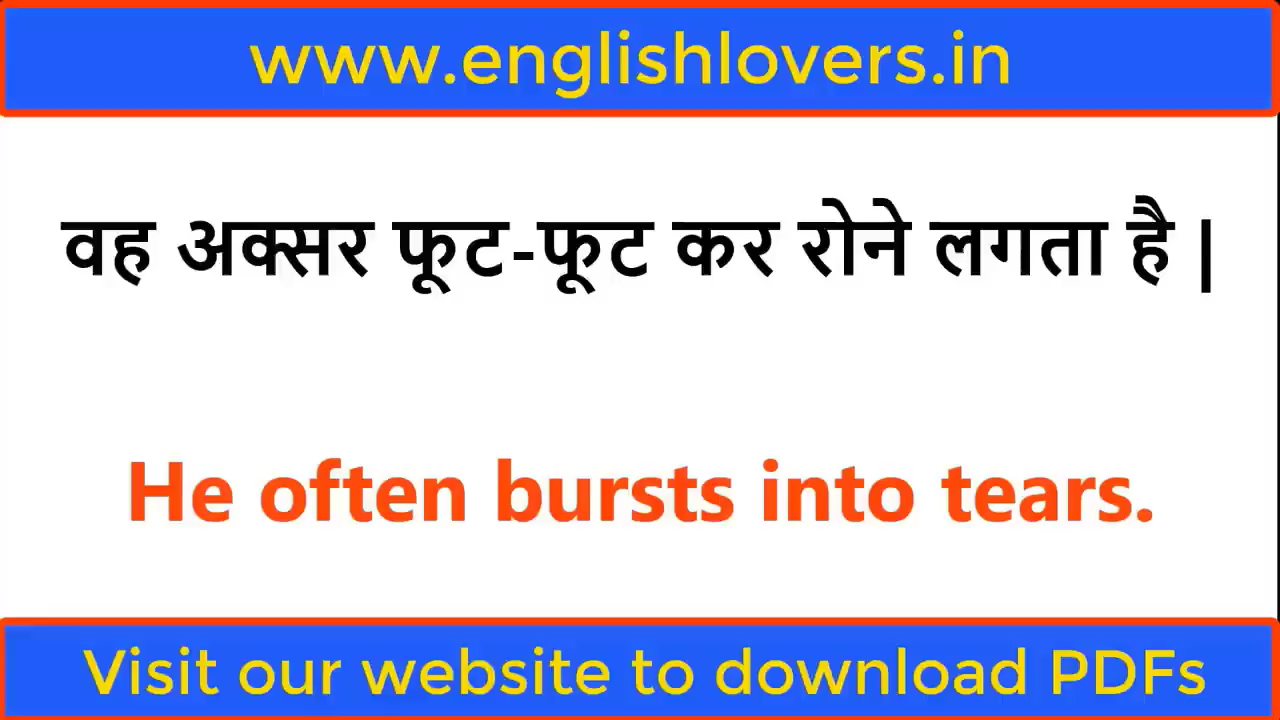 www.englishlovers.in
वह अक्सर फूट-फूट कर रोने लगता है |
He often bursts into tears.
Visit our website to download PDFs